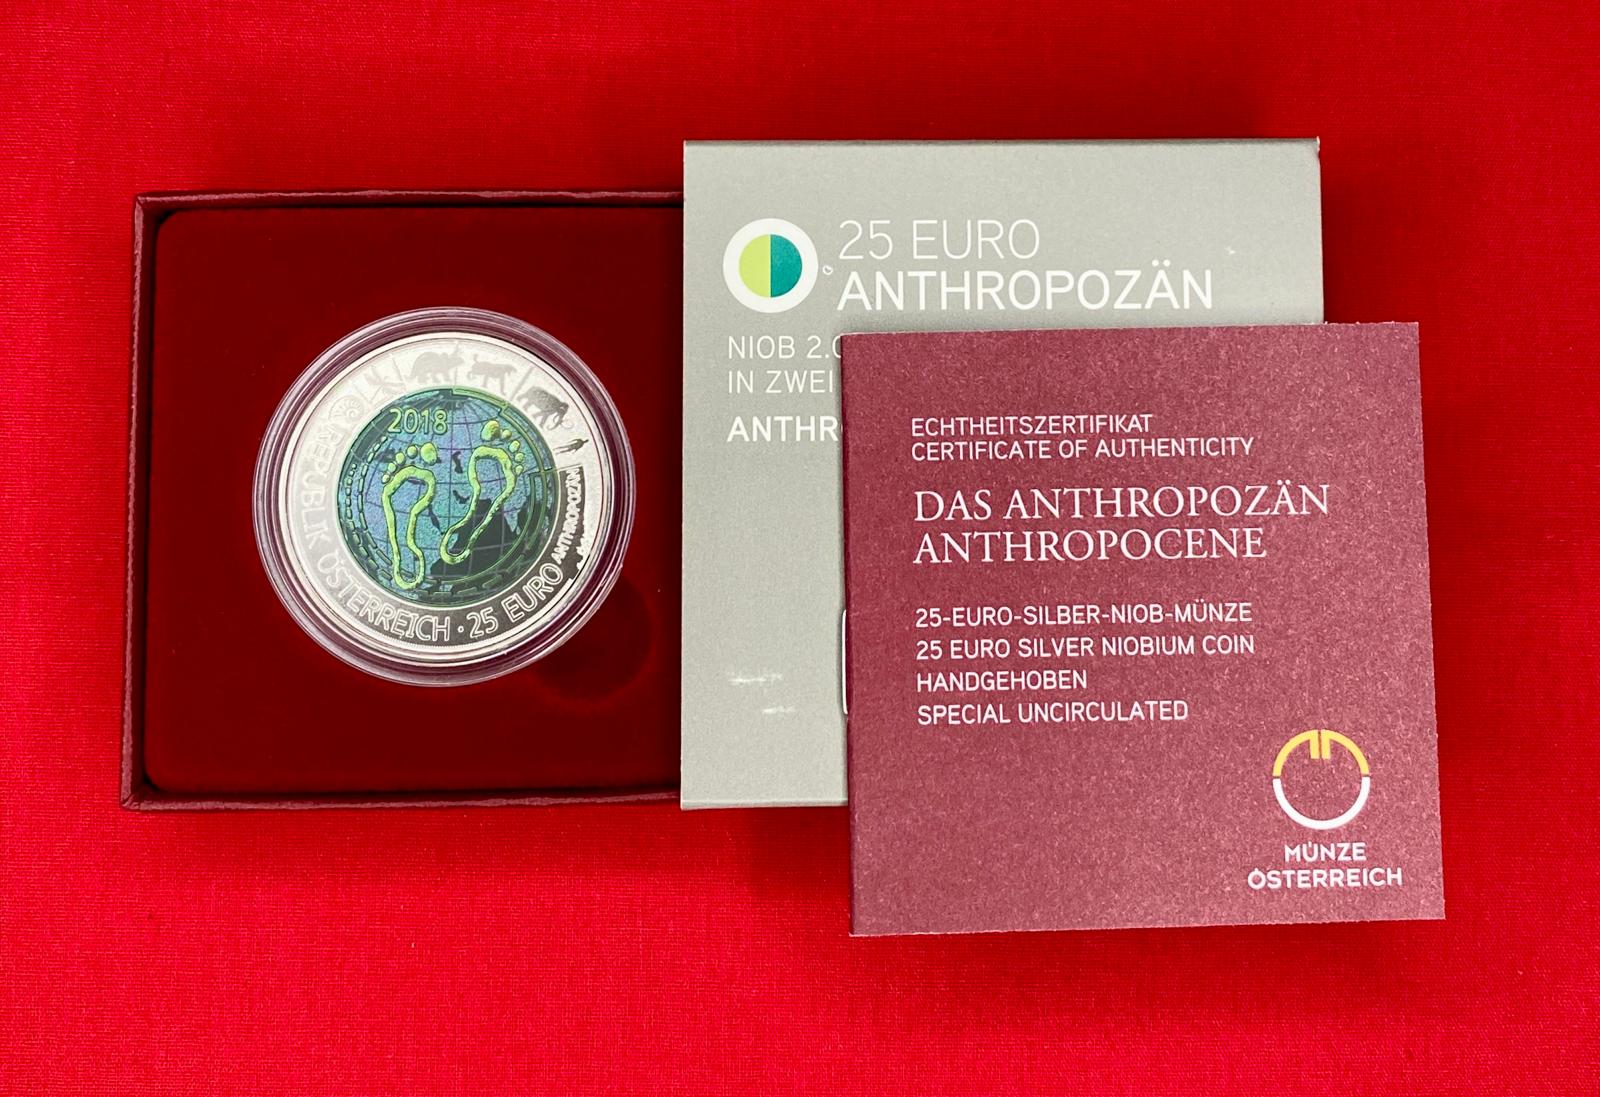 2018
REPUBLIK ÖSTERREICH · 25 EURO
ANTHROPOZÄN
25 EURO
ANTHROPOZÄN
NIOB 2.0
IN ZWEI
ECHTHEITSZERTIFIKAT
CERTIFICATE OF AUTHENTICITY
DAS ANTHROPOZÄN
ANTHROPOCENE
25-EURO-SILBER-NIOB-MÜNZE
25 EURO SILVER NIOBIUM COIN
HANDGEHOBEN
SPECIAL UNCIRCULATED
MÜNZE
ÖSTERREICH